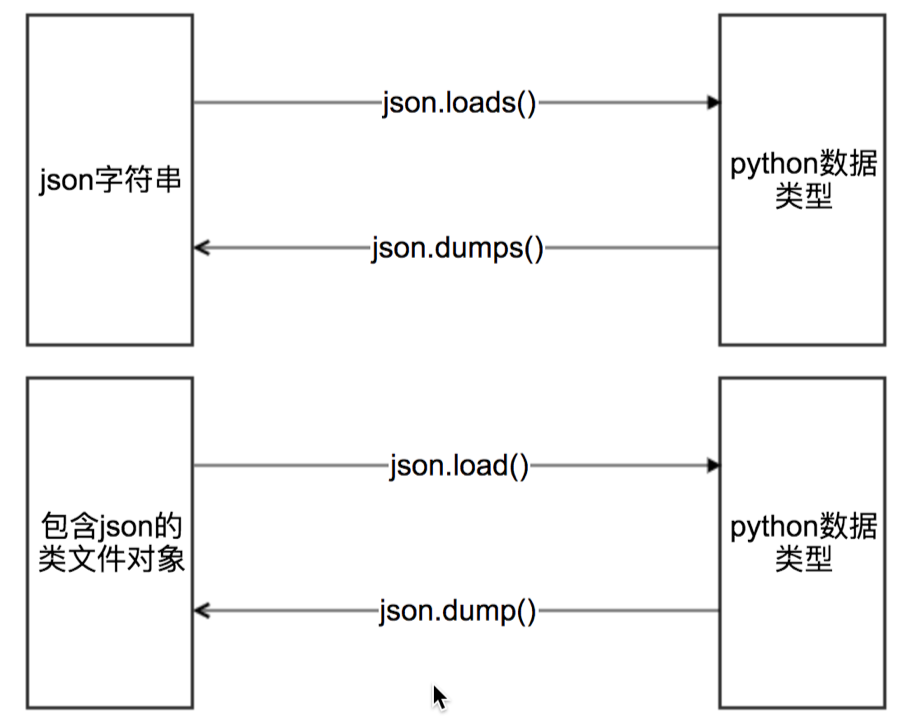 json.loads()
json字符串
python数据
类型
json.dumps()
json.load()
包含json的
类文件对象
python数据
类型
json.dump()